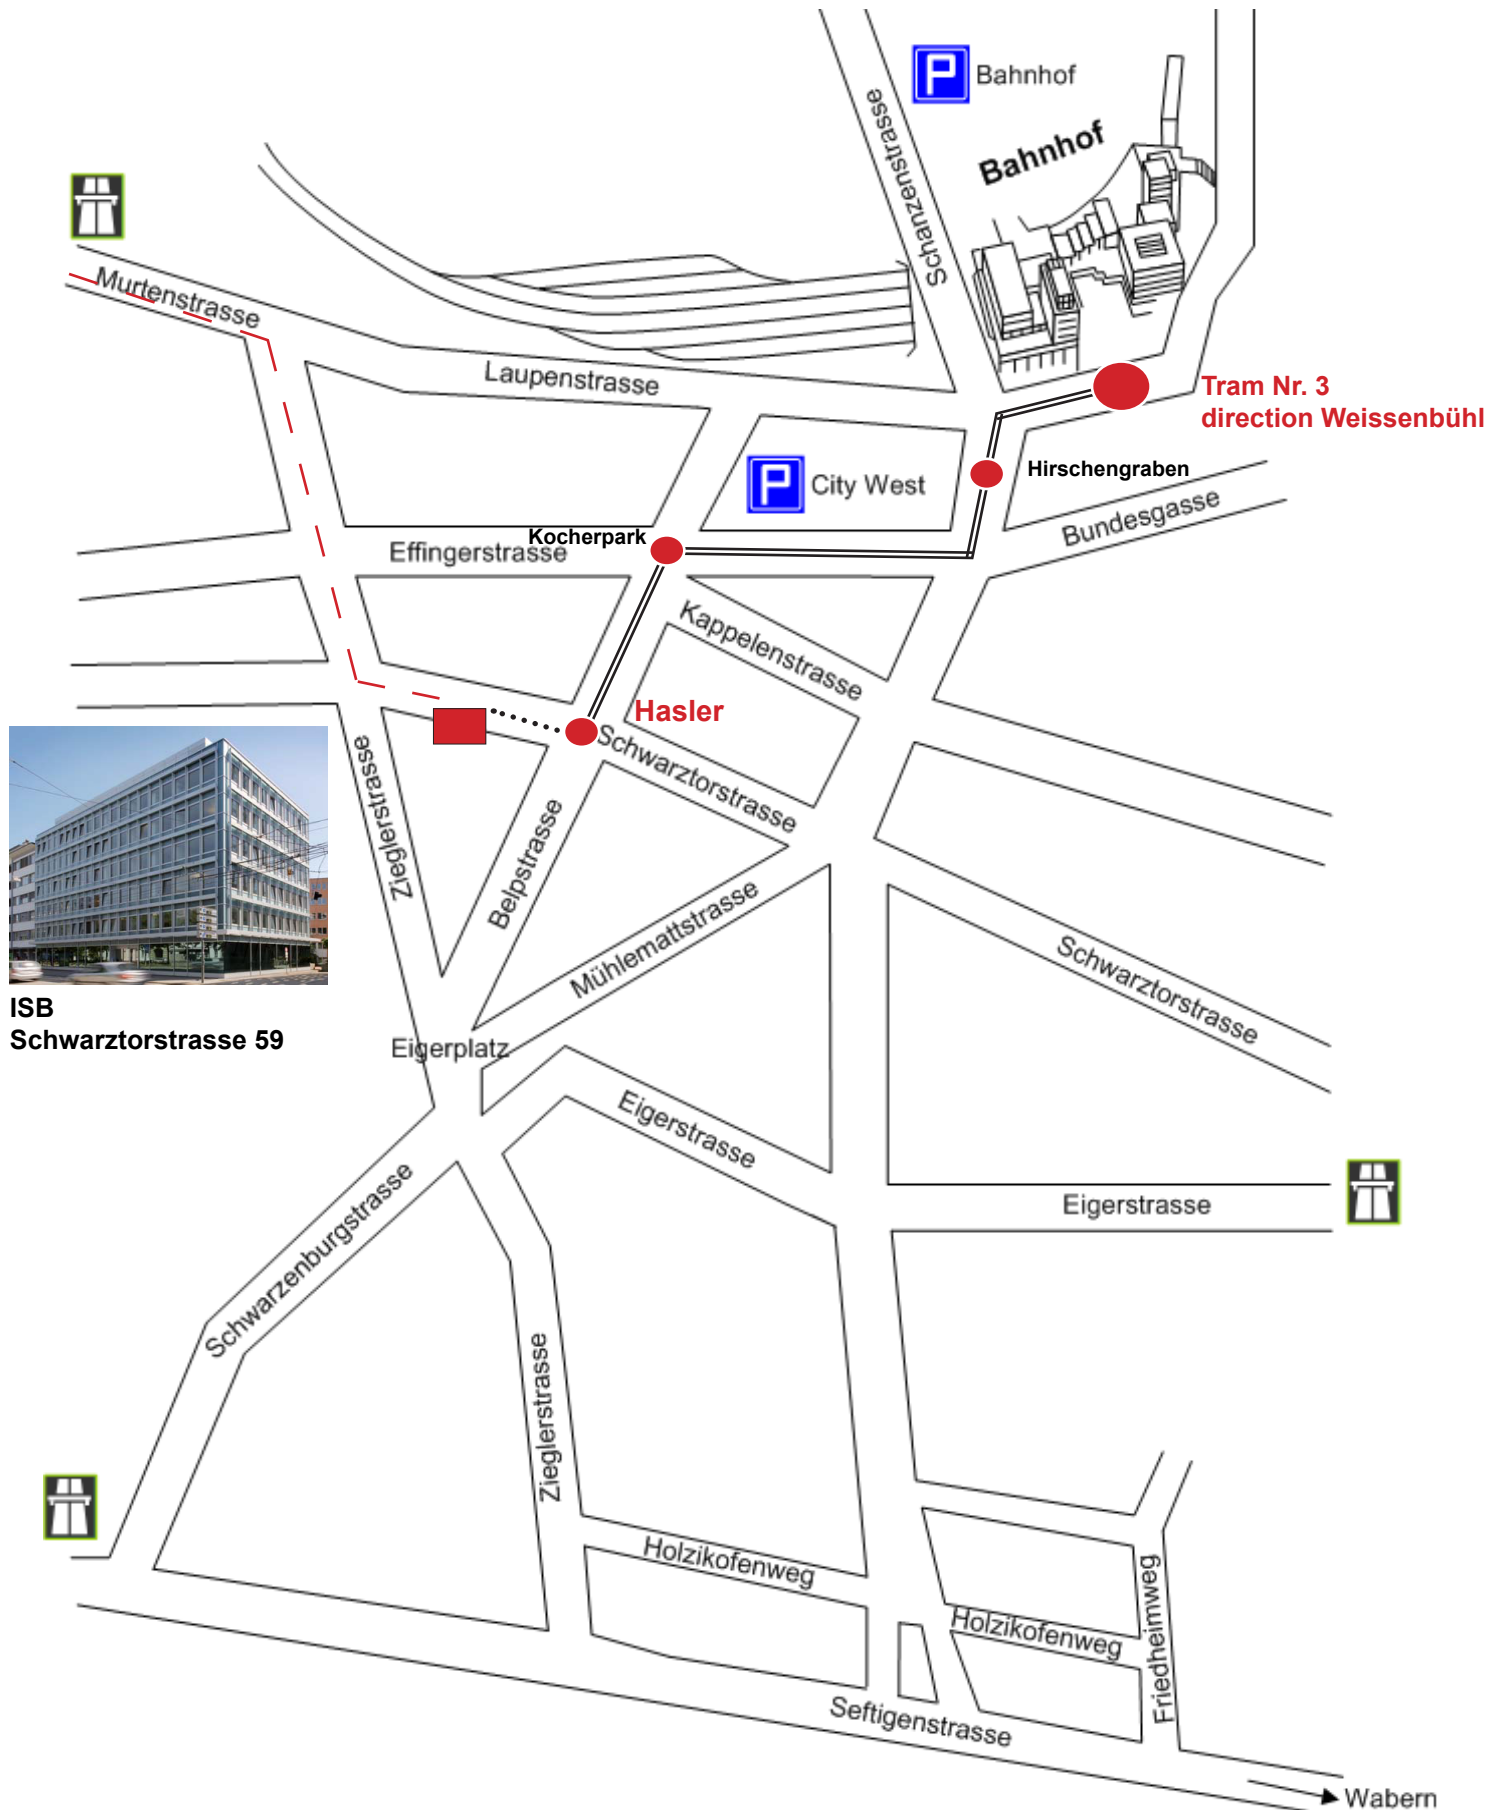 P Bahnhof
Bahnhof
Schanzenstrasse
Murtenstrasse
Laupenstrasse
Tram Nr. 3
direction Weissenbühl
P City West
Hirschengraben
Bundesgasse
Kocherpark
Effingerstrasse
Kappelenstrasse
Hasler
Schwarztorstrasse
Zieglerstrasse
Belpstrasse
Mühlemattstrasse
Schwarztorstrasse
ISB
Schwarztorstrasse 59
Eigerplatz
Eigerstrasse
Eigerstrasse
Schwarzenburgstrasse
Zieglerstrasse
Holzikofenweg
Holzikofenweg
Friedheimweg
Seftigenstrasse
Wabern